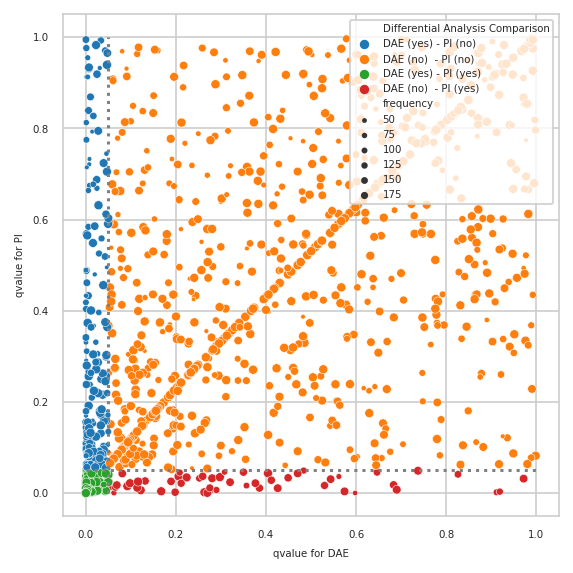 Differential Analysis Comparison
DAE (yes) - PI (no)
DAE (no)  - PI (no)
DAE (yes) - PI (yes)
DAE (no)  - PI (yes)
frequency
50
75
100
125
150
175
1.0
0.8
0.6
0.4
0.2
0.0
qvalue for PI
0.0
0.2
0.4
0.6
0.8
1.0
qvalue for DAE